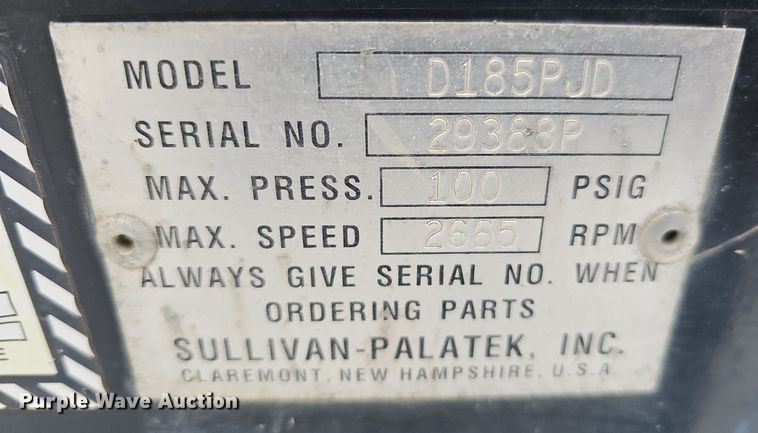 MODEL D185PJD
SERIAL NO. 29388P
MAX. PRESS. 100 PSIG
MAX. SPEED 2665 RPM
ALWAYS GIVE SERIAL NO. WHEN
ORDERING PARTS
SULLIVAN-PALATEK, INC.
CLAREMONT, NEW HAMPSHIRE, U.S.A.
E
Purple Wave Auction